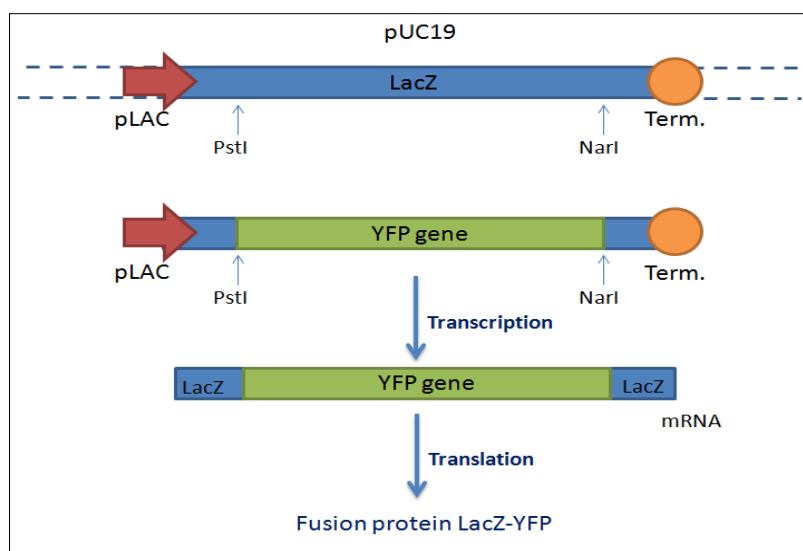 pUC19
LacZ
pLAC
Term.
PstI
NarI
YFP gene
pLAC
Term.
PstI
NarI
Transcription
LacZ
YFP gene
LacZ
mRNA
Translation
Fusion protein LacZ-YFP